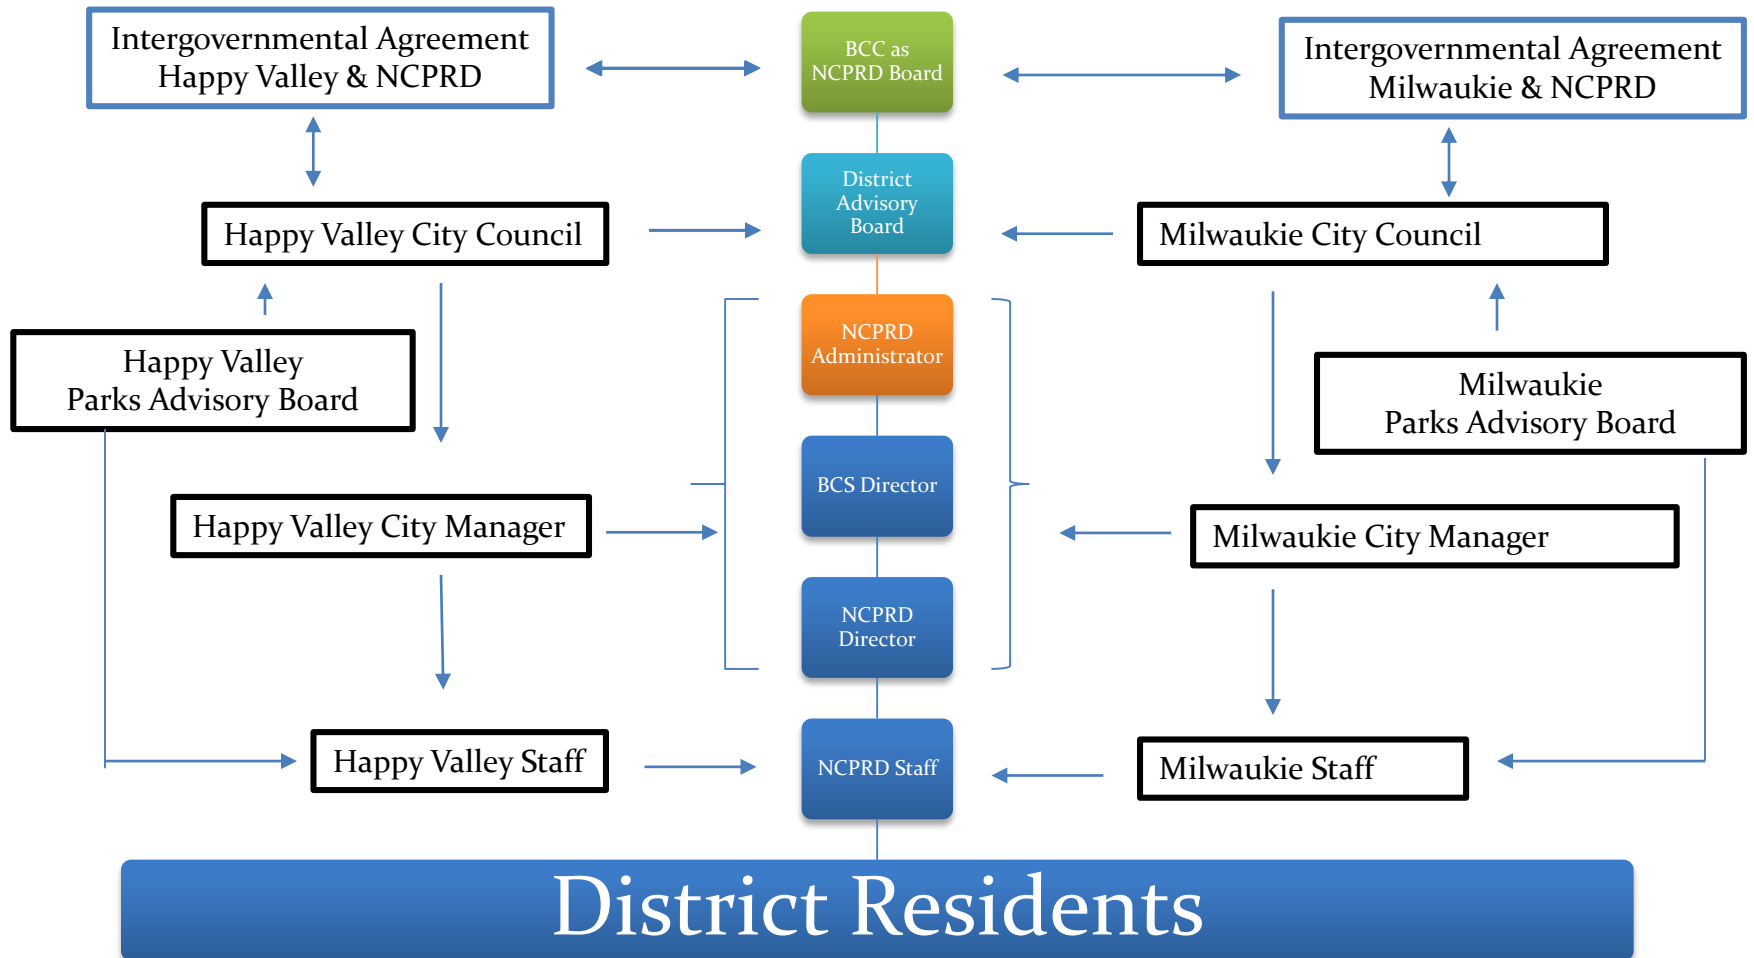 Intergovernmental Agreement
Happy Valley & NCPRD
BCC as
NCPRD Board
Intergovernmental Agreement
Milwaukie & NCPRD
District
Advisory
Board
Happy Valley City Council
Milwaukie City Council
NCPRD
Administrator
Happy Valley
Parks Advisory Board
Milwaukie
Parks Advisory Board
BCS Director
Happy Valley City Manager
Milwaukie City Manager
NCPRD
Director
Happy Valley Staff
NCPRD Staff
Milwaukie Staff
District Residents